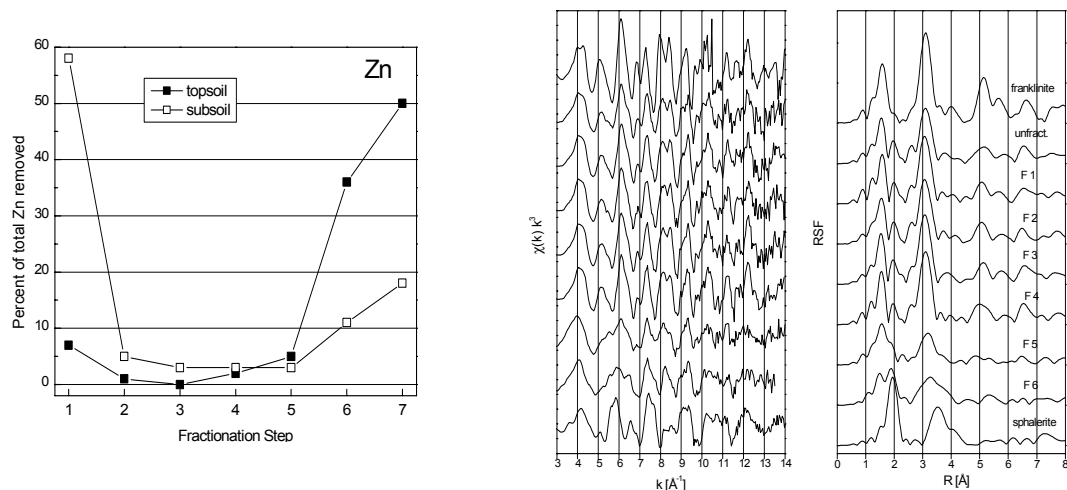 Zn
topsoil
subsoil
Percent of total Zn removed
60
50
40
30
20
10
0
1 2 3 4 5 6 7
Fractionation Step
χ(k) k³
3 4 5 6 7 8 9 10 11 12 13 14
k [Å⁻¹]
RSF
franklinite
unfract.
F 1
F 2
F 3
F 4
F 5
F 6
sphalerite
0 1 2 3 4 5 6 7 8
R [Å]